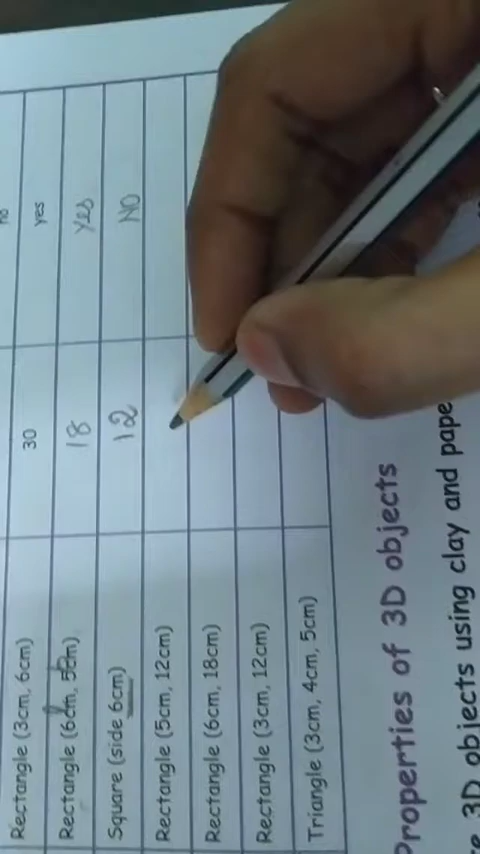 no
Rectangle (3cm, 6cm) 30 yes
Rectangle (6cm, 5cm) 18 Yes
Square (side 6cm) 12 NO
Rectangle (5cm, 12cm)
Rectangle (6cm, 18cm)
Rectangle (3cm, 12cm)
Triangle (3cm, 4cm, 5cm)
Properties of 3D objects
3D objects using clay and pape